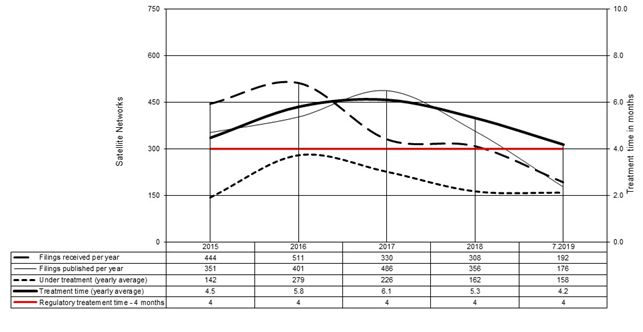 750
600
450
300
150
0
Satellite Networks
10.0
8.0
6.0
4.0
2.0
0.0
Treatment time in months
2015 2016 2017 2018 7.2019
Filings received per year 444 511 330 308 192
Filings published per year 351 401 486 356 176
Under treatment (yearly average) 142 279 226 162 158
Treatment time (yearly average) 4.5 5.8 6.1 5.3 4.2
Regulatory treatement time - 4 months 4 4 4 4 4